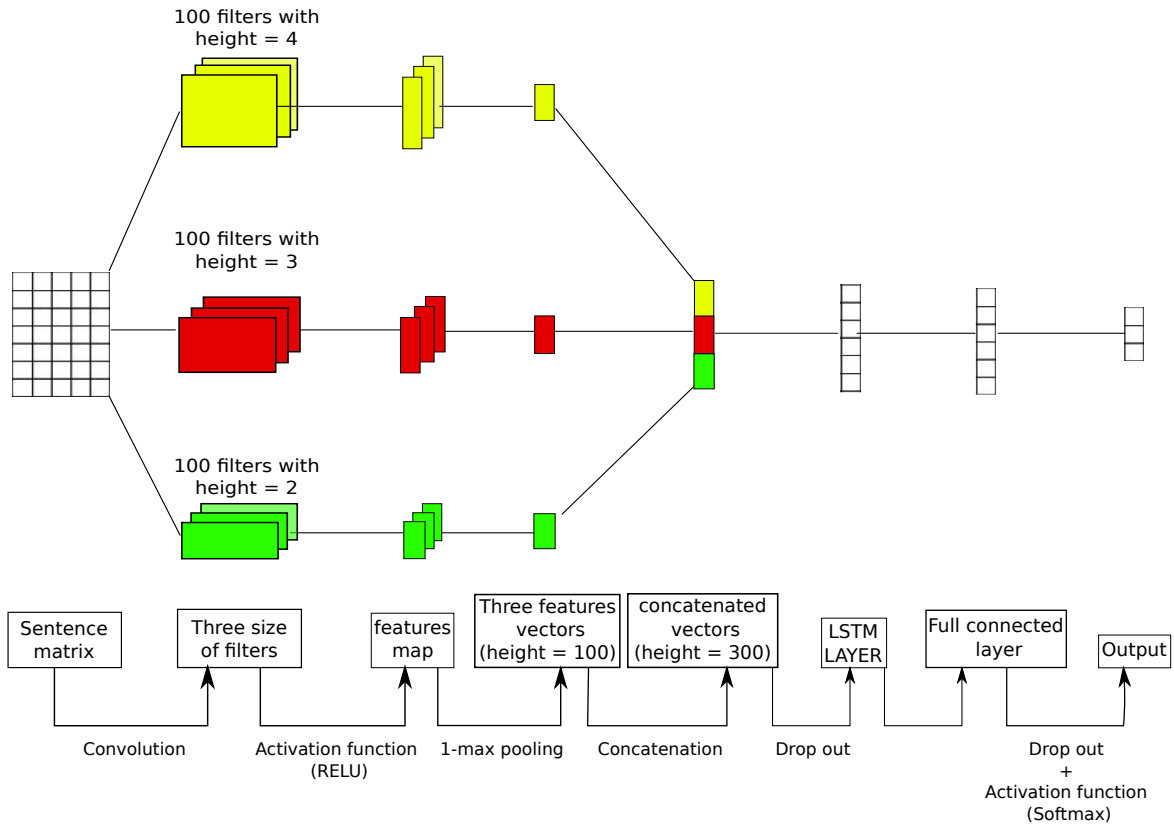 100 filters with
height = 4
100 filters with
height = 3
100 filters with
height = 2
Sentence
matrix
Three size
of filters
features
map
Three features
vectors
(height = 100)
concatenated
vectors
(height = 300)
LSTM
LAYER
Full connected
layer
Output
Convolution
Activation function
(RELU)
1-max pooling
Concatenation
Drop out
Drop out
+
Activation function
(Softmax)